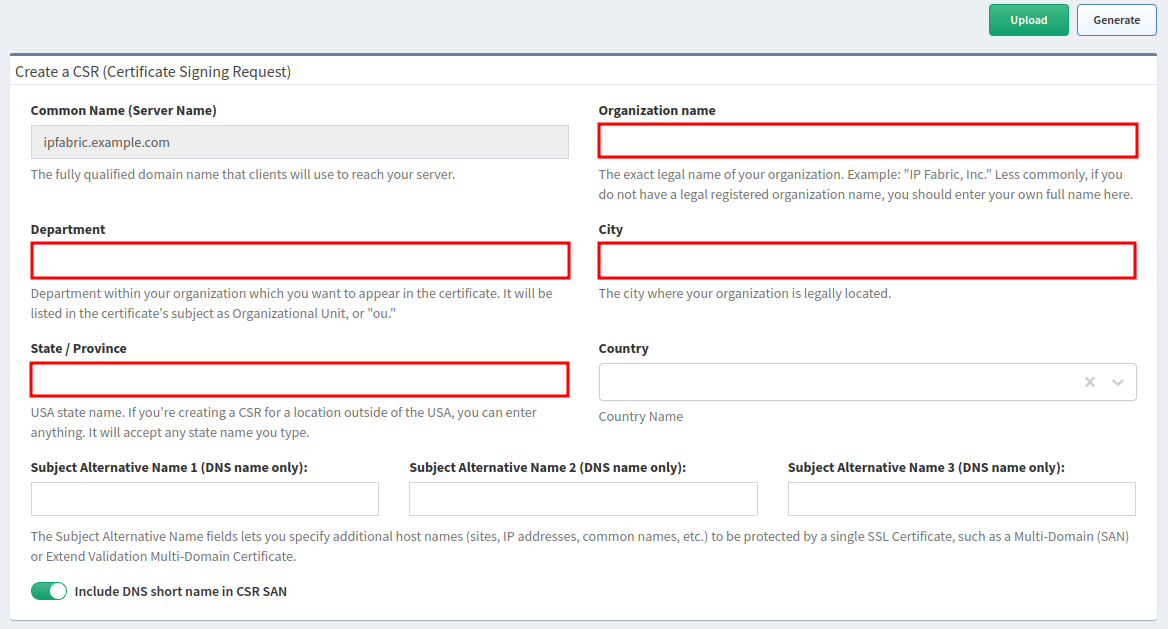 Upload Generate
Create a CSR (Certificate Signing Request)
Common Name (Server Name)
ipfabric.example.com
The fully qualified domain name that clients will use to reach your server.
Organization name
The exact legal name of your organization. Example: "IP Fabric, Inc." Less commonly, if you
do not have a legal registered organization name, you should enter your own full name here.
Department
Department within your organization which you want to appear in the certificate. It will be
listed in the certificate's subject as Organizational Unit, or "ou."
City
The city where your organization is legally located.
State / Province
USA state name. If you're creating a CSR for a location outside of the USA, you can enter
anything. It will accept any state name you type.
Country
Country Name
Subject Alternative Name 1 (DNS name only):
Subject Alternative Name 2 (DNS name only):
Subject Alternative Name 3 (DNS name only):
The Subject Alternative Name fields lets you specify additional host names (sites, IP addresses, common names, etc.) to be protected by a single SSL Certificate, such as a Multi-Domain (SAN)
or Extend Validation Multi-Domain Certificate.
Include DNS short name in CSR SAN